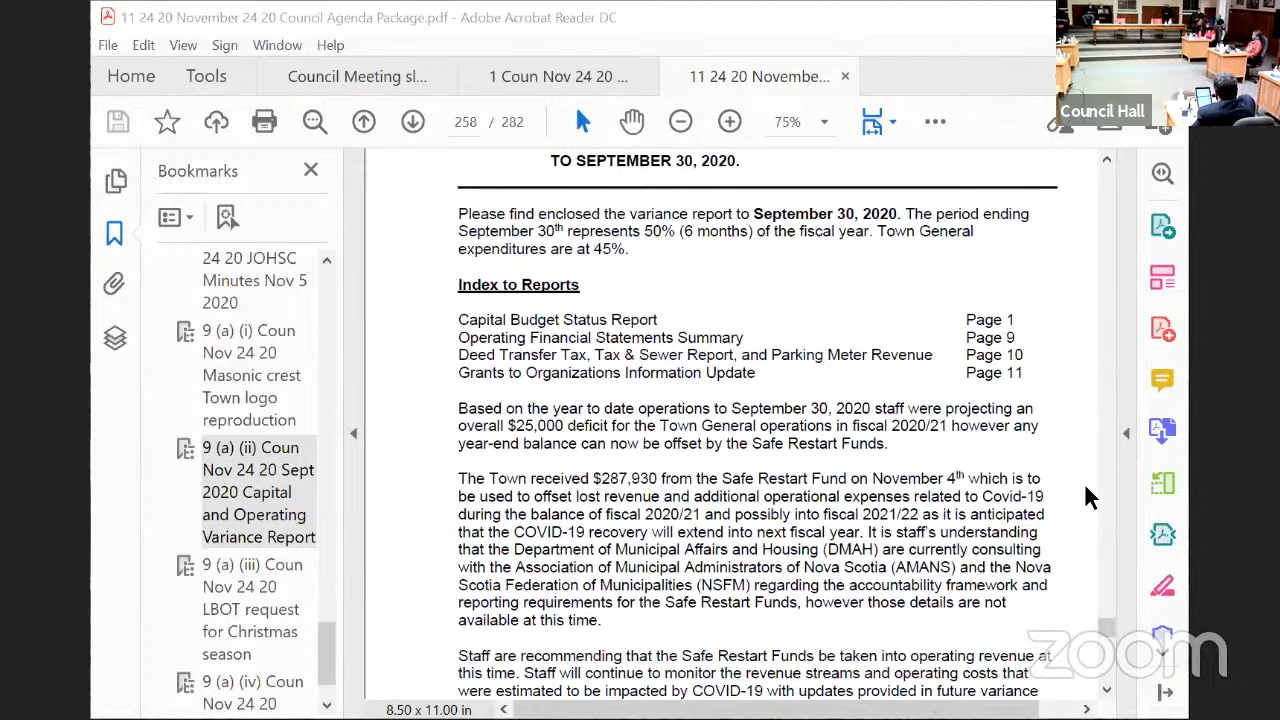 11 24 20 November 24 20 Council Agenda Package.pdf - Adobe Acrobat Reader DC
File Edit View Sign Window Help
Home Tools Council Meeting sl... 1 Coun Nov 24 20 ... 11 24 20 Novembe...
Council Hall
238 / 282 75%
Bookmarks
24 20 JOHSC
Minutes Nov 5
2020
9 (a) (i) Coun
Nov 24 20
Masonic crest
Town logo
reproduction
9 (a) (ii) Coun
Nov 24 20 Sept
2020 Capital
and Operating
Variance Report
9 (a) (iii) Coun
Nov 24 20
LBOT request
for Christmas
season
9 (a) (iv) Coun
Nov 24 20
TO SEPTEMBER 30, 2020.
Please find enclosed the variance report to September 30, 2020. The period ending
September 30th represents 50% (6 months) of the fiscal year. Town General
expenditures are at 45%.
Index to Reports
Capital Budget Status Report Page 1
Operating Financial Statements Summary Page 9
Deed Transfer Tax, Tax & Sewer Report, and Parking Meter Revenue Page 10
Grants to Organizations Information Update Page 11
Based on the year to date operations to September 30, 2020 staff were projecting an
overall $25,000 deficit for the Town General operations in fiscal 2020/21 however any
year-end balance can now be offset by the Safe Restart Funds.
The Town received $287,930 from the Safe Restart Fund on November 4th which is to
be used to offset lost revenue and additional operational expenses related to Covid-19
during the balance of fiscal 2020/21 and possibly into fiscal 2021/22 as it is anticipated
that the COVID-19 recovery will extend into next fiscal year. It is staff's understanding
that the Department of Municipal Affairs and Housing (DMAH) are currently consulting
with the Association of Municipal Administrators of Nova Scotia (AMANS) and the Nova
Scotia Federation of Municipalities (NSFM) regarding the accountability framework and
reporting requirements for the Safe Restart Funds, however those details are not
available at this time.
Staff are recommending that the Safe Restart Funds be taken into operating revenue at
this time. Staff will continue to monitor the revenue streams and operating costs that
were estimated to be impacted by COVID-19 with updates provided in future variance
8.50 x 11.00 in
zoom